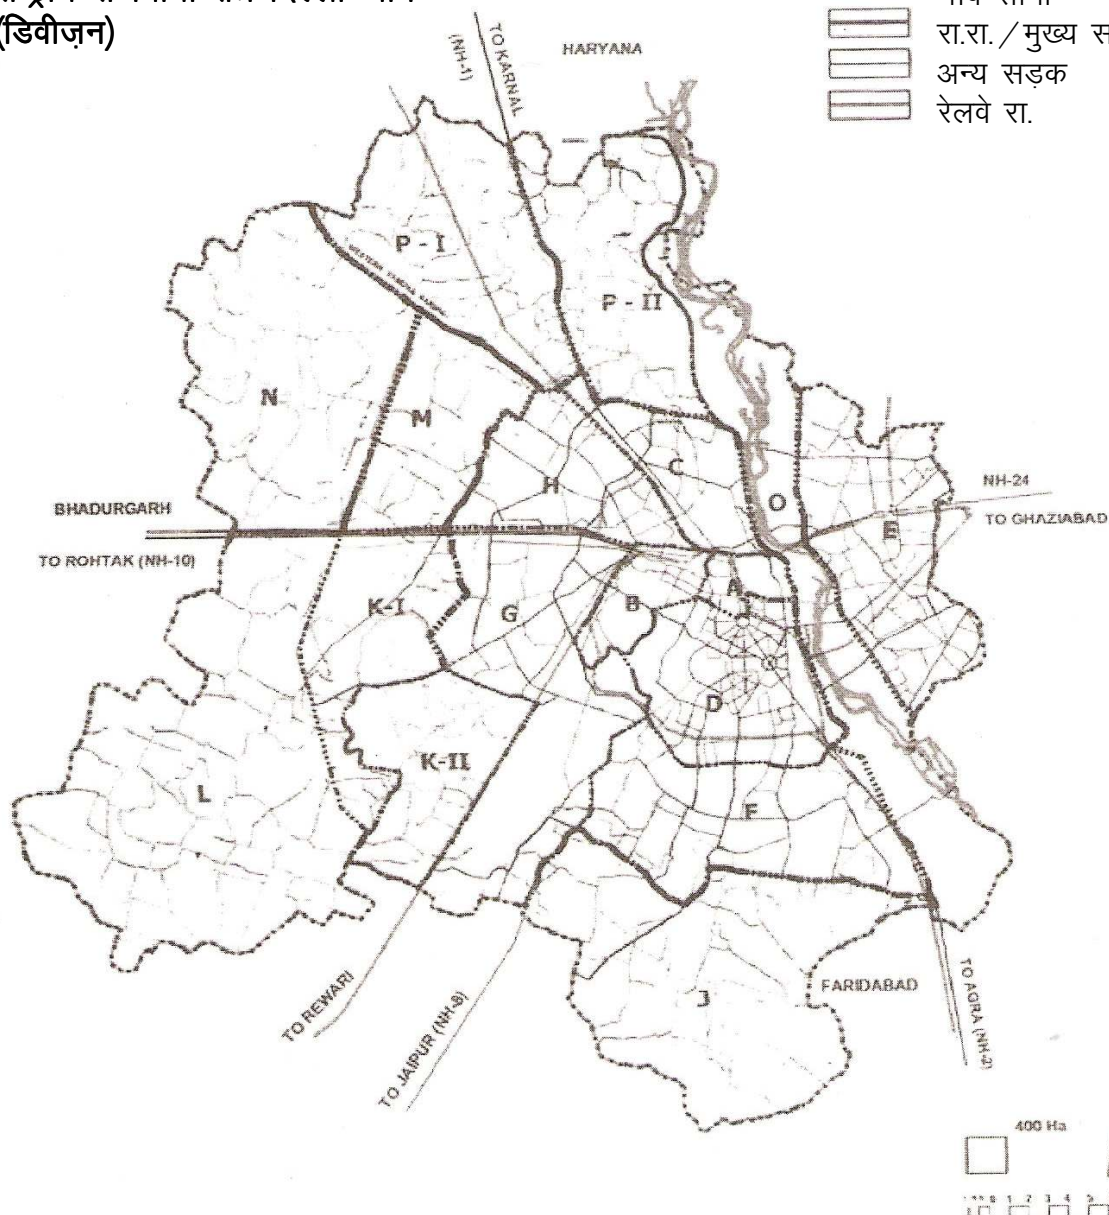 (डिवीज़न)
रा.रा./मुख्य स
अन्य सड़क
रेलवे रा.
HARYANA
TO KARNAL
(NH-1)
P - I
P - II
N
M
C
H
O
E
NH-24
TO GHAZIABAD
BHADURGARH
TO ROHTAK (NH-10)
K-I
G
B
A
D
K-II
L
F
J
FARIDABAD
TO REWARI
TO JAIPUR (NH-8)
TO AGRA (NH-2)
400 Ha